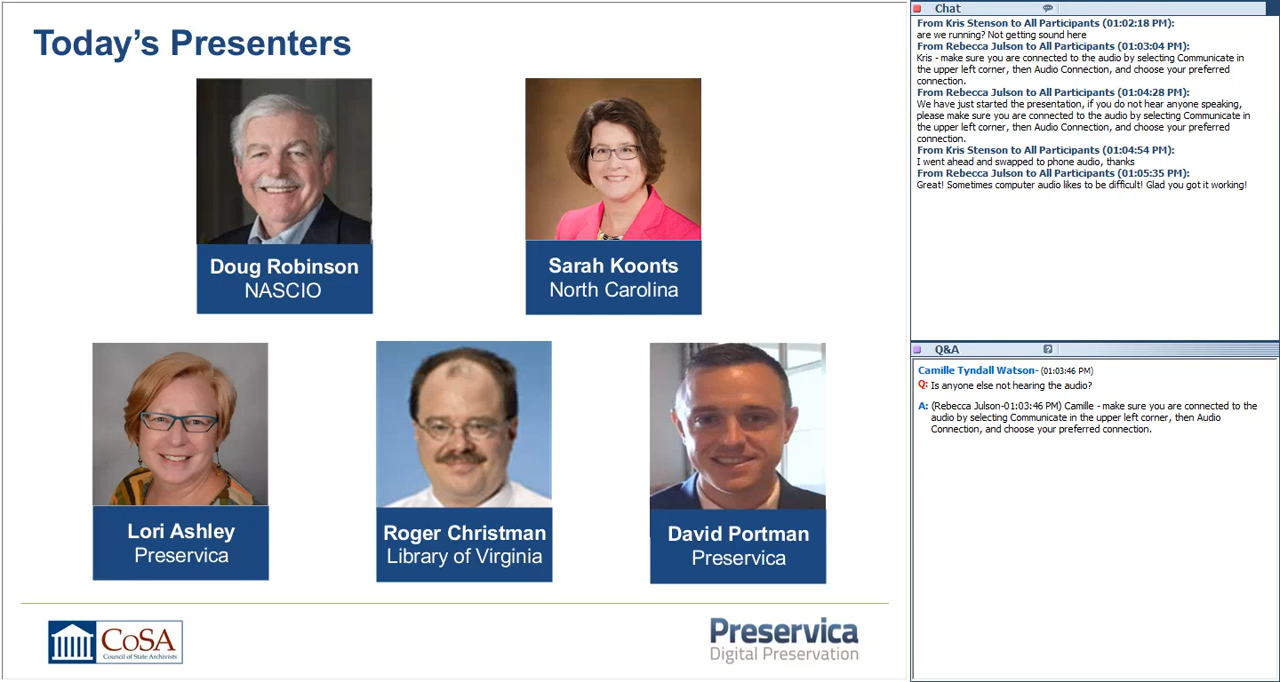 Today's Presenters
Doug Robinson
NASCIO
Sarah Koonts
North Carolina
Lori Ashley
Preservica
Roger Christman
Library of Virginia
David Portman
Preservica
CoSA
Council of State Archivists
Preservica
Digital Preservation
Chat
From Kris Stenson to All Participants (01:02:18 PM):
are we running? Not getting sound here
From Rebecca Julson to All Participants (01:03:04 PM):
Kris - make sure you are connected to the audio by selecting Communicate in
the upper left corner, then Audio Connection, and choose your preferred
connection.
From Rebecca Julson to All Participants (01:04:28 PM):
We have just started the presentation, if you do not hear anyone speaking,
please make sure you are connected to the audio by selecting Communicate in
the upper left corner, then Audio Connection, and choose your preferred
connection.
From Kris Stenson to All Participants (01:04:54 PM):
I went ahead and swapped to phone audio, thanks
From Rebecca Julson to All Participants (01:05:35 PM):
Great! Sometimes computer audio likes to be difficult! Glad you got it working!
Q&A
Camille Tyndall Watson- (01:03:46 PM)
Q: Is anyone else not hearing the audio?
A: (Rebecca Julson-01:03:46 PM) Camille - make sure you are connected to the
audio by selecting Communicate in the upper left corner, then Audio
Connection, and choose your preferred connection.